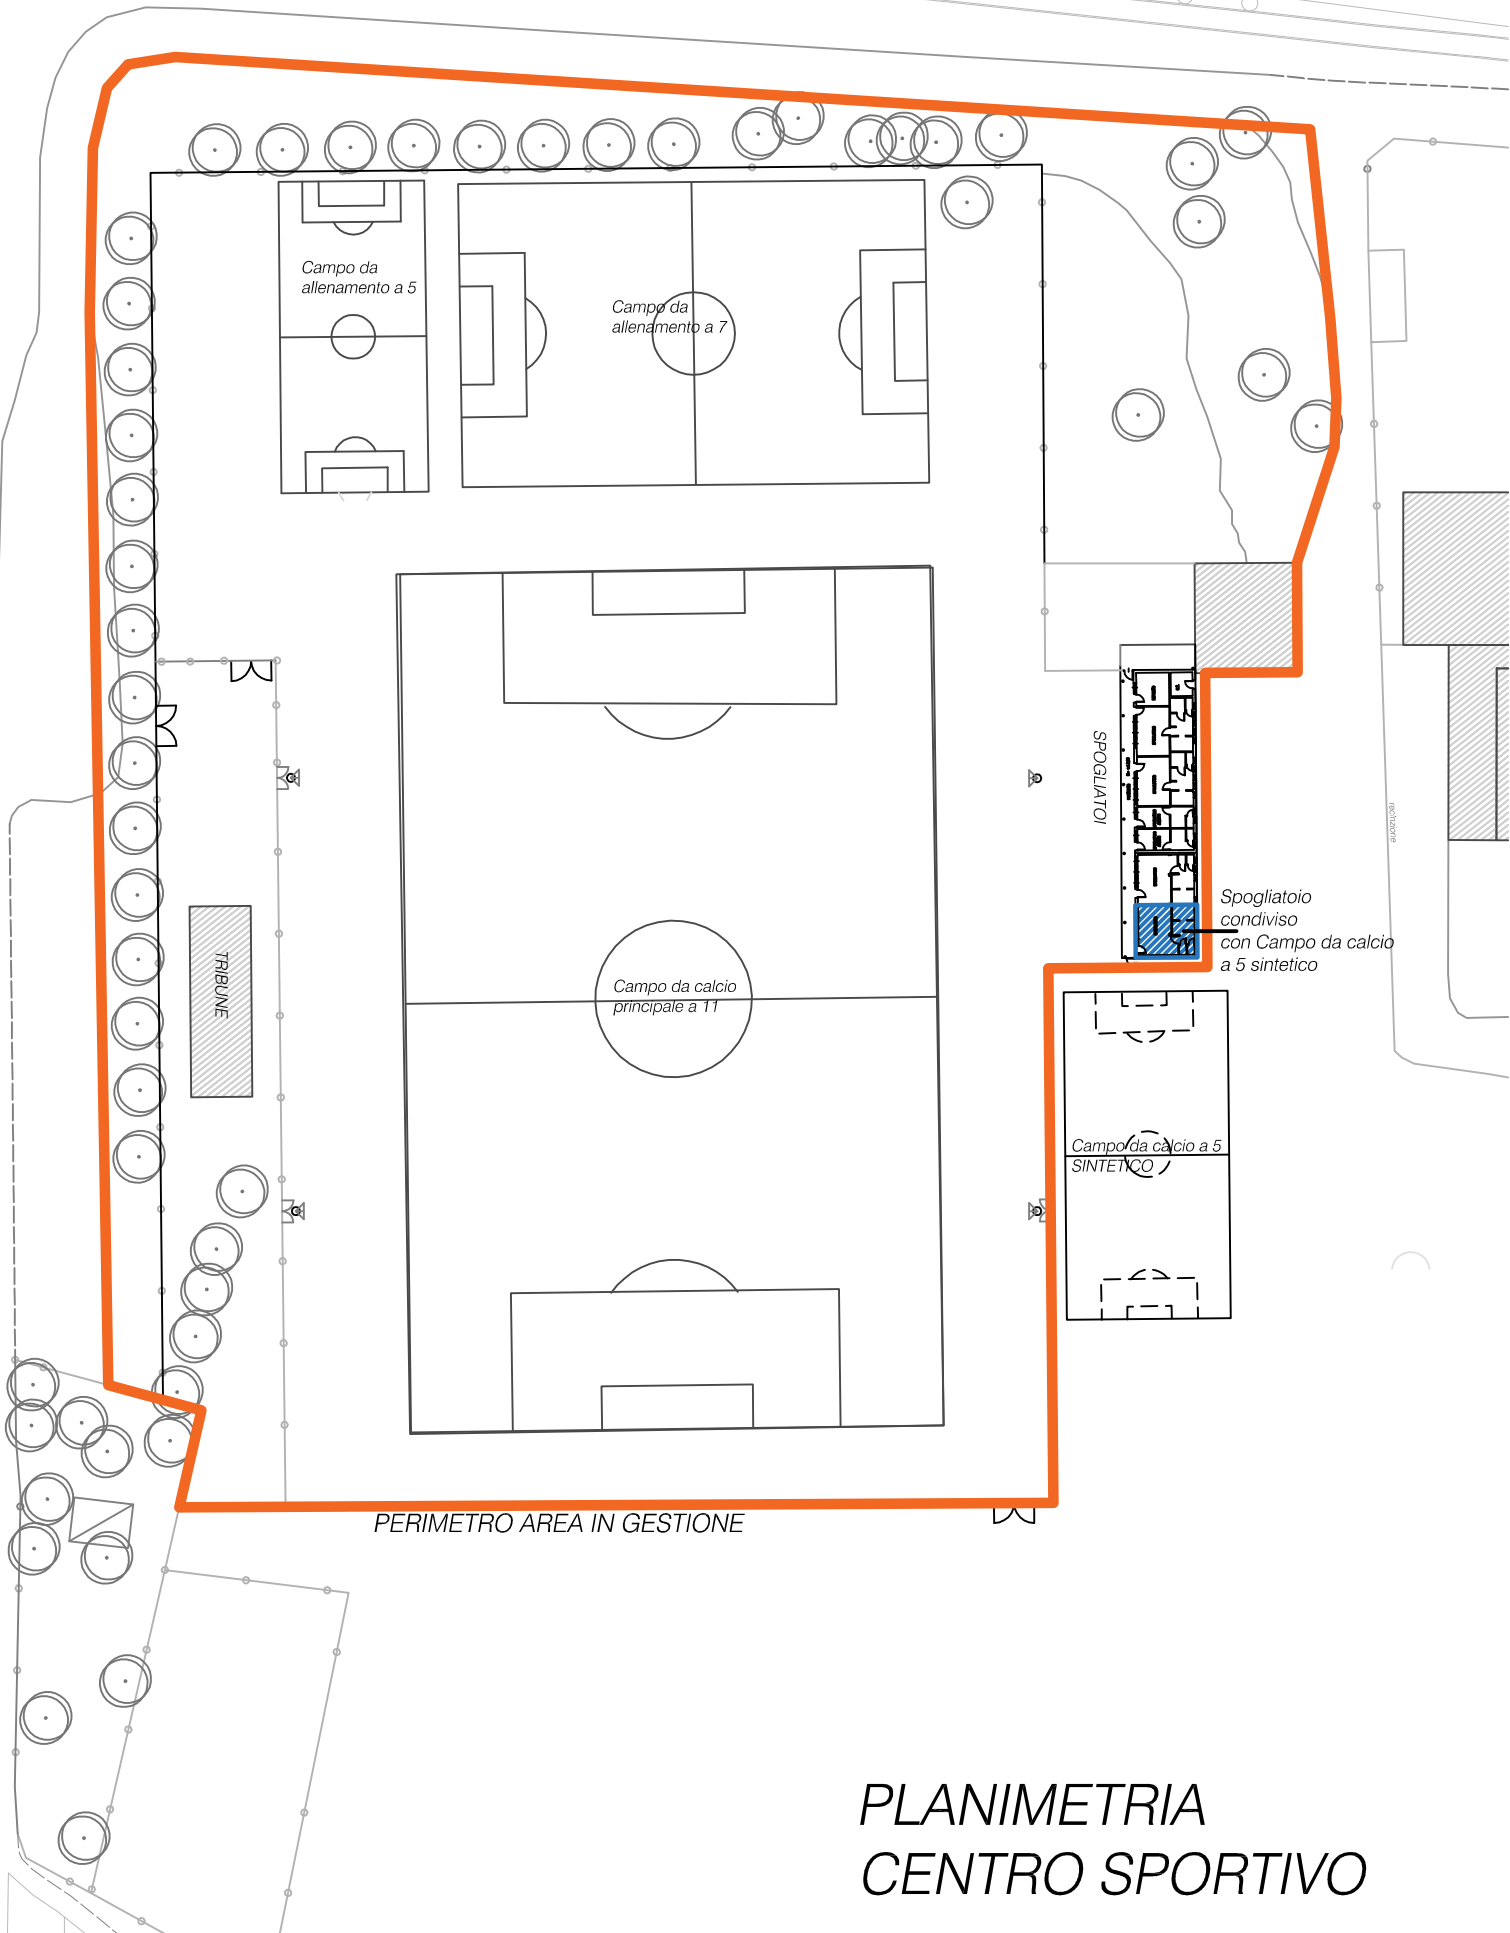 Campo da
allenamento a 5
Campo da
allenamento a 7
SPOGLIATOI
recinzione
Spogliatoio
condiviso
con Campo da calcio
a 5 sintetico
TRIBUNE
Campo da calcio
principale a 11
Campo da calcio a 5
SINTETICO
PERIMETRO AREA IN GESTIONE
PLANIMETRIA
CENTRO SPORTIVO